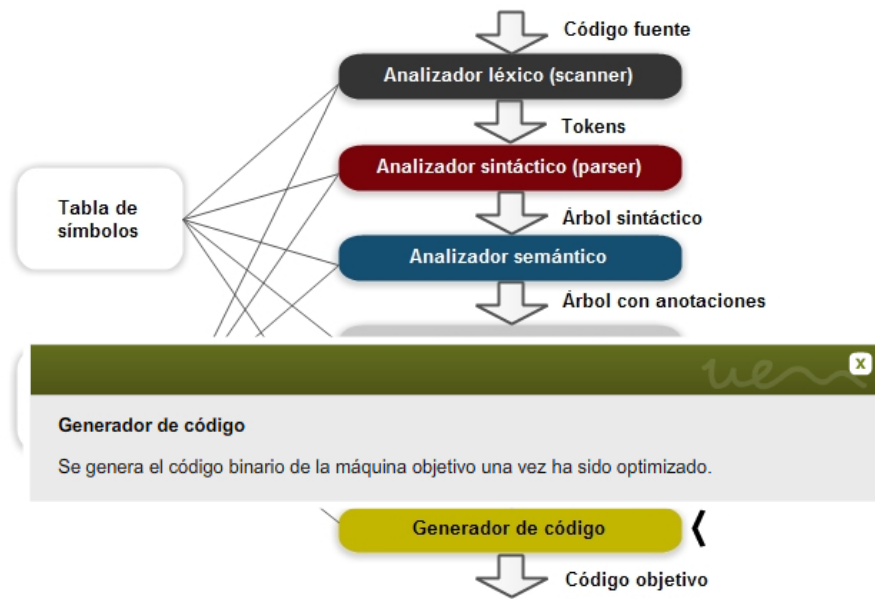 Código fuente
Analizador léxico (scanner)
Tokens
Analizador sintáctico (parser)
Tabla de
símbolos
Árbol sintáctico
Analizador semántico
Árbol con anotaciones
uem
x
Generador de código
Se genera el código binario de la máquina objetivo una vez ha sido optimizado.
Generador de código
Código objetivo